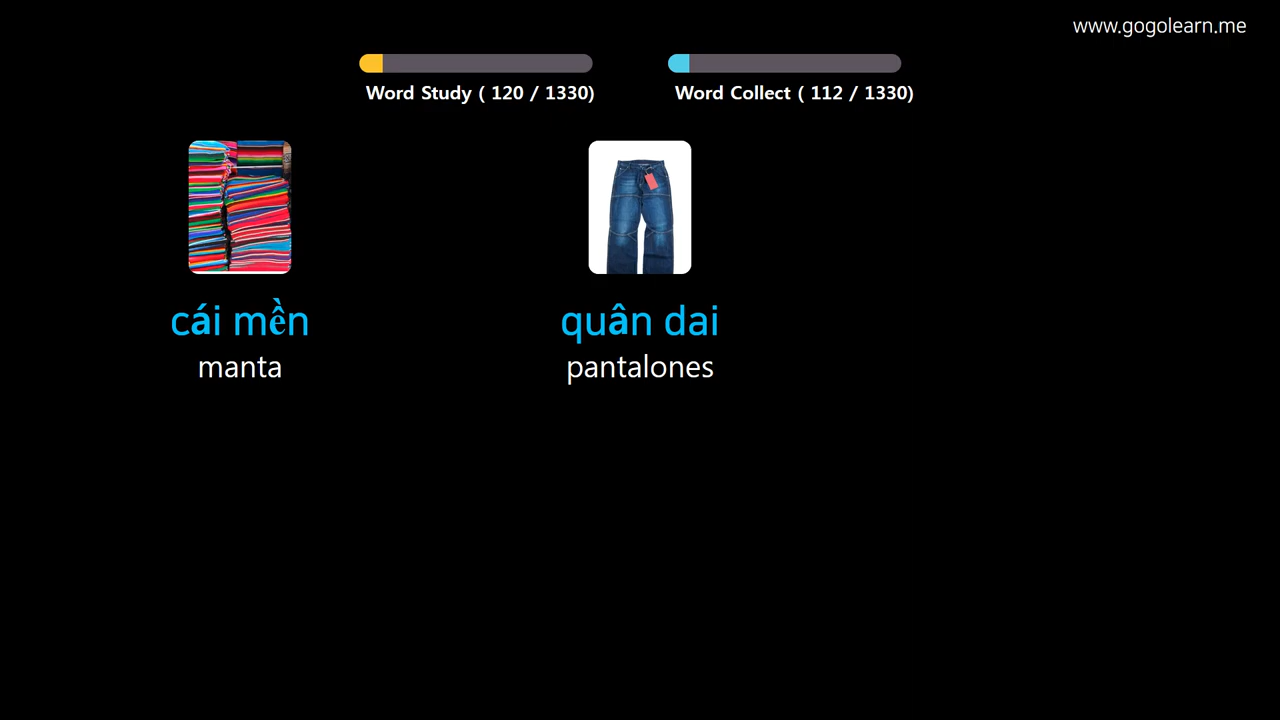 www.gogolearn.me
Word Study ( 120 / 1330)
Word Collect ( 112 / 1330)
cái mền
manta
quân dai
pantalones